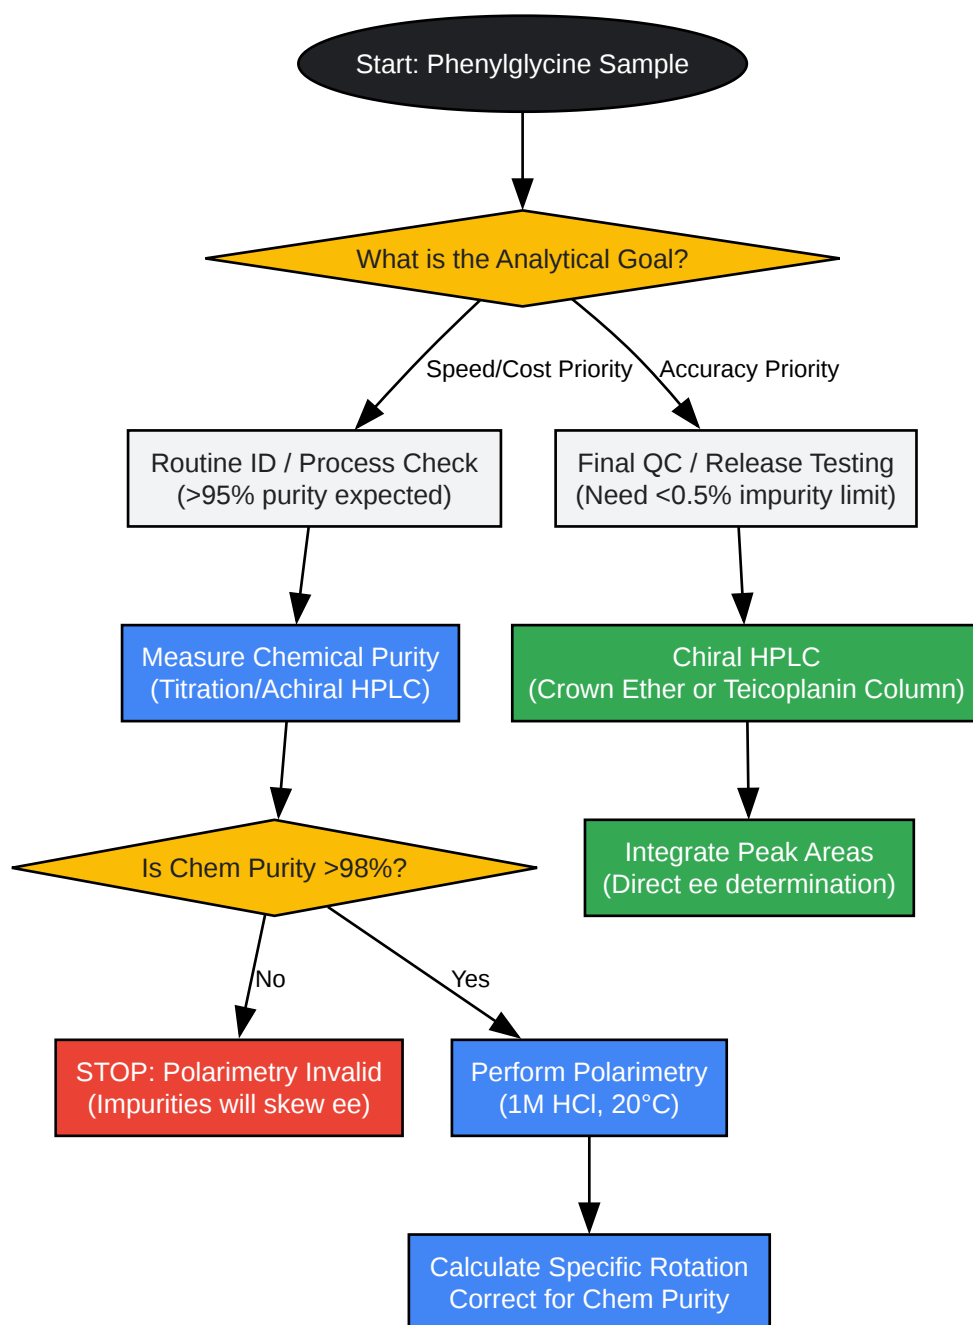 Start: Phenylglycine Sample
What is the Analytical Goal?
Speed/Cost Priority
Accuracy Priority
Routine ID / Process Check
(>95% purity expected)
Final QC / Release Testing
(Need <0.5% impurity limit)
Measure Chemical Purity
(Titration/Achiral HPLC)
Chiral HPLC
(Crown Ether or Teicoplanin Column)
Is Chem Purity >98%?
Integrate Peak Areas
(Direct ee determination)
No
Yes
STOP: Polarimetry Invalid
(Impurities will skew ee)
Perform Polarimetry
(1M HCl, 20°C)
Calculate Specific Rotation
Correct for Chem Purity